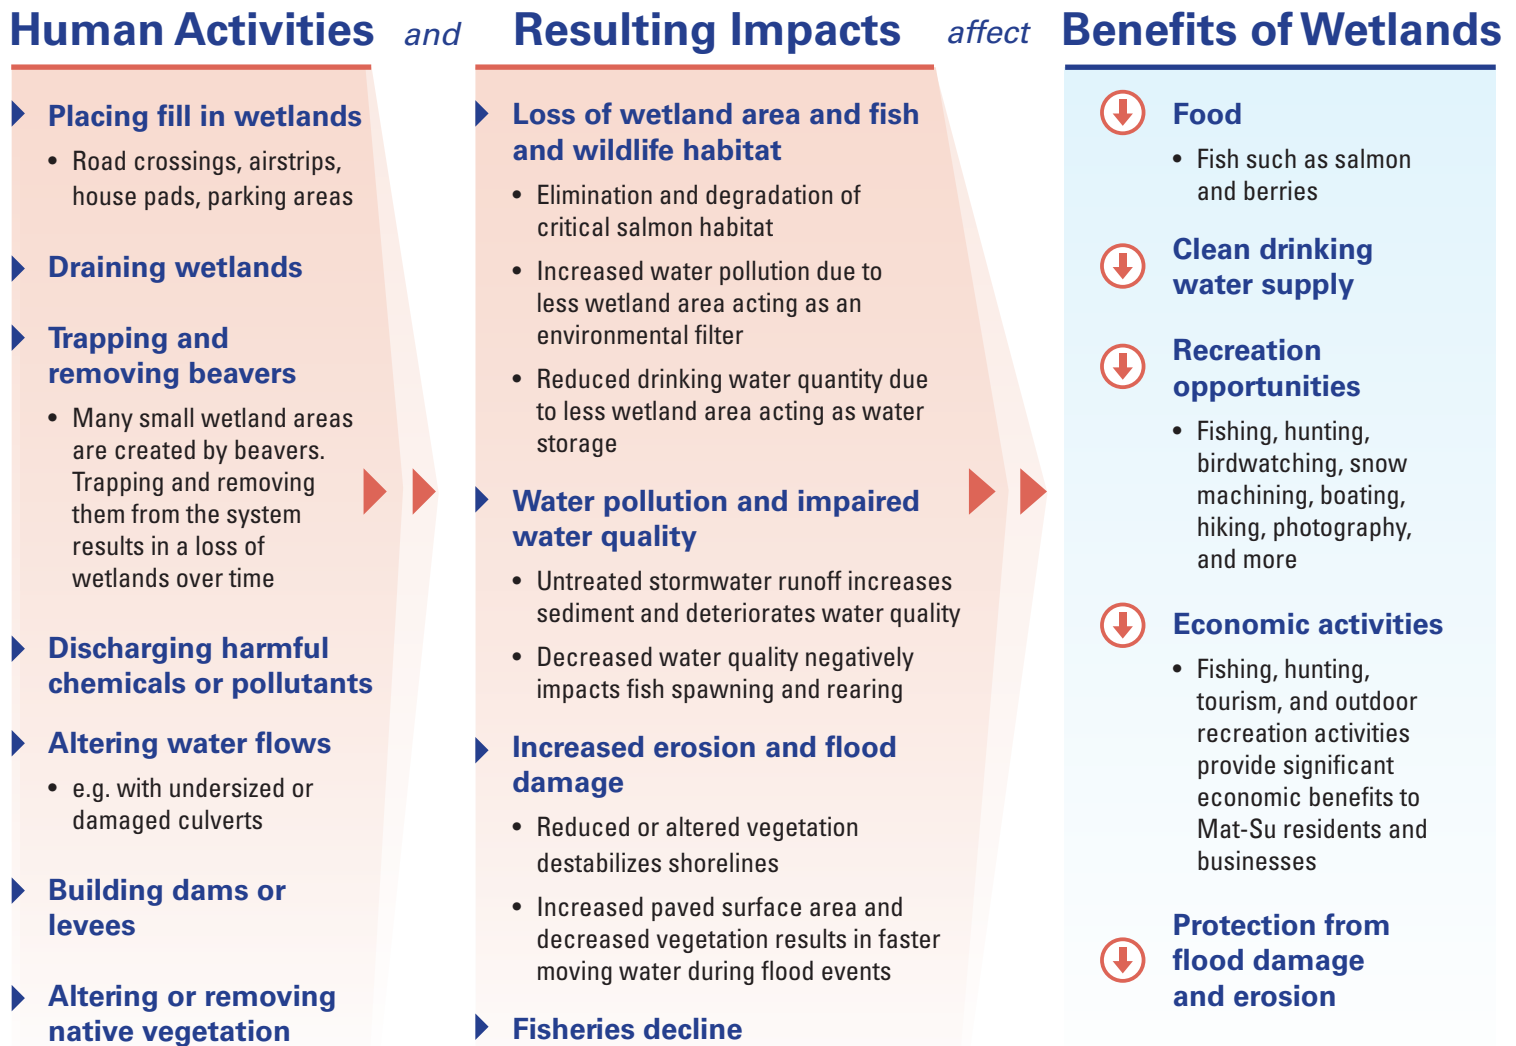 Human Activities and Resulting Impacts affect Benefits of Wetlands
Placing fill in wetlands
• Road crossings, airstrips,
house pads, parking areas
Draining wetlands
Trapping and
removing beavers
• Many small wetland areas
are created by beavers.
Trapping and removing
them from the system
results in a loss of
wetlands over time
Discharging harmful
chemicals or pollutants
Altering water flows
• e.g. with undersized or
damaged culverts
Building dams or
levees
Altering or removing
native vegetation
Loss of wetland area and fish
and wildlife habitat
• Elimination and degradation of
critical salmon habitat
• Increased water pollution due to
less wetland area acting as an
environmental filter
• Reduced drinking water quantity due
to less wetland area acting as water
storage
Water pollution and impaired
water quality
• Untreated stormwater runoff increases
sediment and deteriorates water quality
• Decreased water quality negatively
impacts fish spawning and rearing
Increased erosion and flood
damage
• Reduced or altered vegetation
destabilizes shorelines
• Increased paved surface area and
decreased vegetation results in faster
moving water during flood events
Fisheries decline
Food
• Fish such as salmon
and berries
Clean drinking
water supply
Recreation
opportunities
• Fishing, hunting,
birdwatching, snow
machining, boating,
hiking, photography,
and more
Economic activities
• Fishing, hunting,
tourism, and outdoor
recreation activities
provide significant
economic benefits to
Mat-Su residents and
businesses
Protection from
flood damage
and erosion